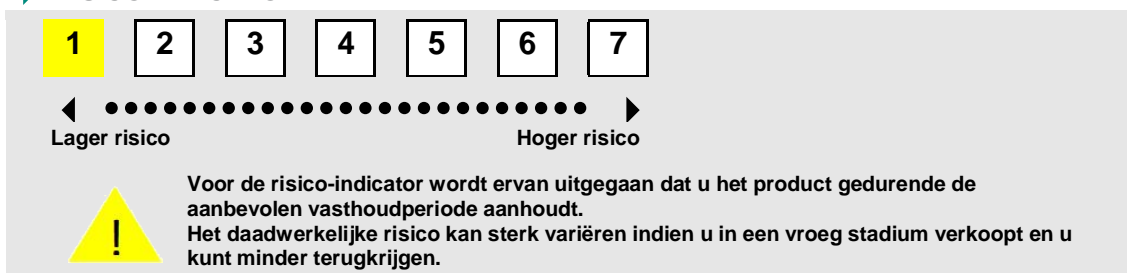 1 2 3 4 5 6 7
Lager risico Hoger risico
!
Voor de risico-indicator wordt ervan uitgegaan dat u het product gedurende de
aanbevolen vasthoudperiode aanhoudt.
Het daadwerkelijke risico kan sterk variëren indien u in een vroeg stadium verkoopt en u
kunt minder terugkrijgen.